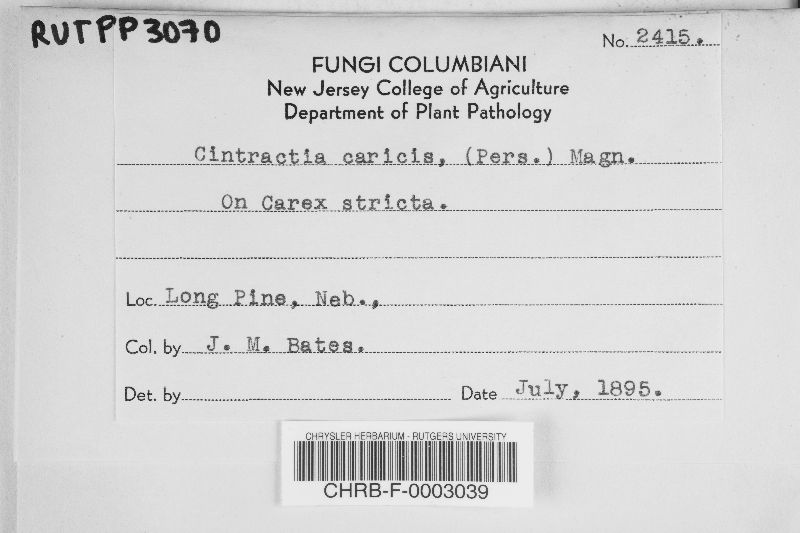 RUTPP3070
No. 2415.
FUNGI COLUMBIANI
New Jersey College of Agriculture
Department of Plant Pathology
Cintractia caricis, (Pers.) Magn.
On Carex stricta.
Loc. Long Pine, Neb.,
Col. by J. M. Bates.
Det. by
Date July, 1895.
CHRYSLER HERBARIUM - RUTGERS UNIVERSITY
CHRB-F-0003039